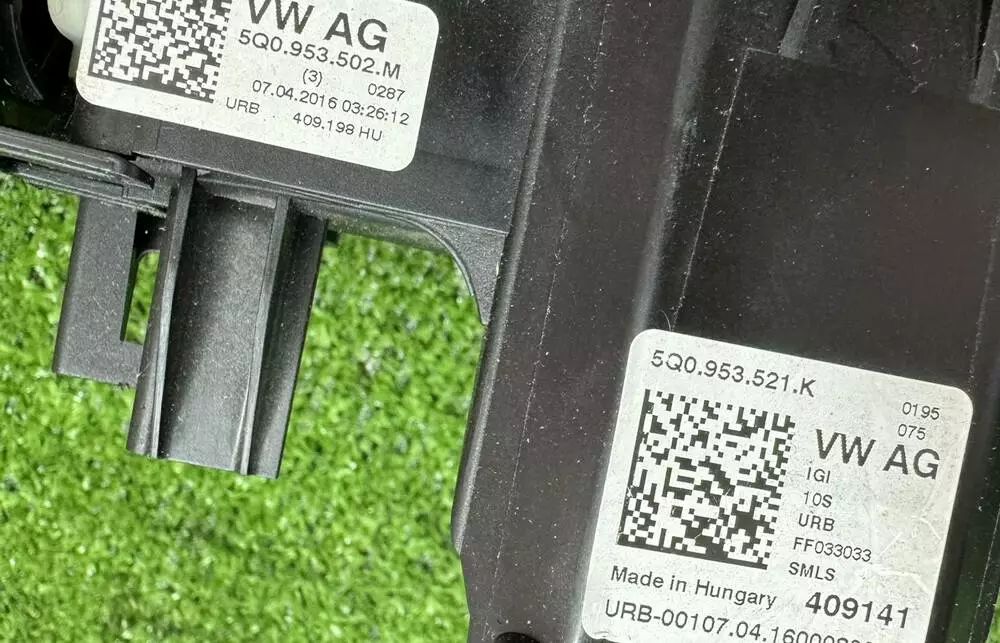 VW AG
5Q0.953.502.M
(3) 0287
07.04.2016 03:26:12
URB 409.198 HU
5Q0.953.521.K
0195
075
VW AG
IGI
10S
URB
FF033033
SMLS
Made in Hungary 409141